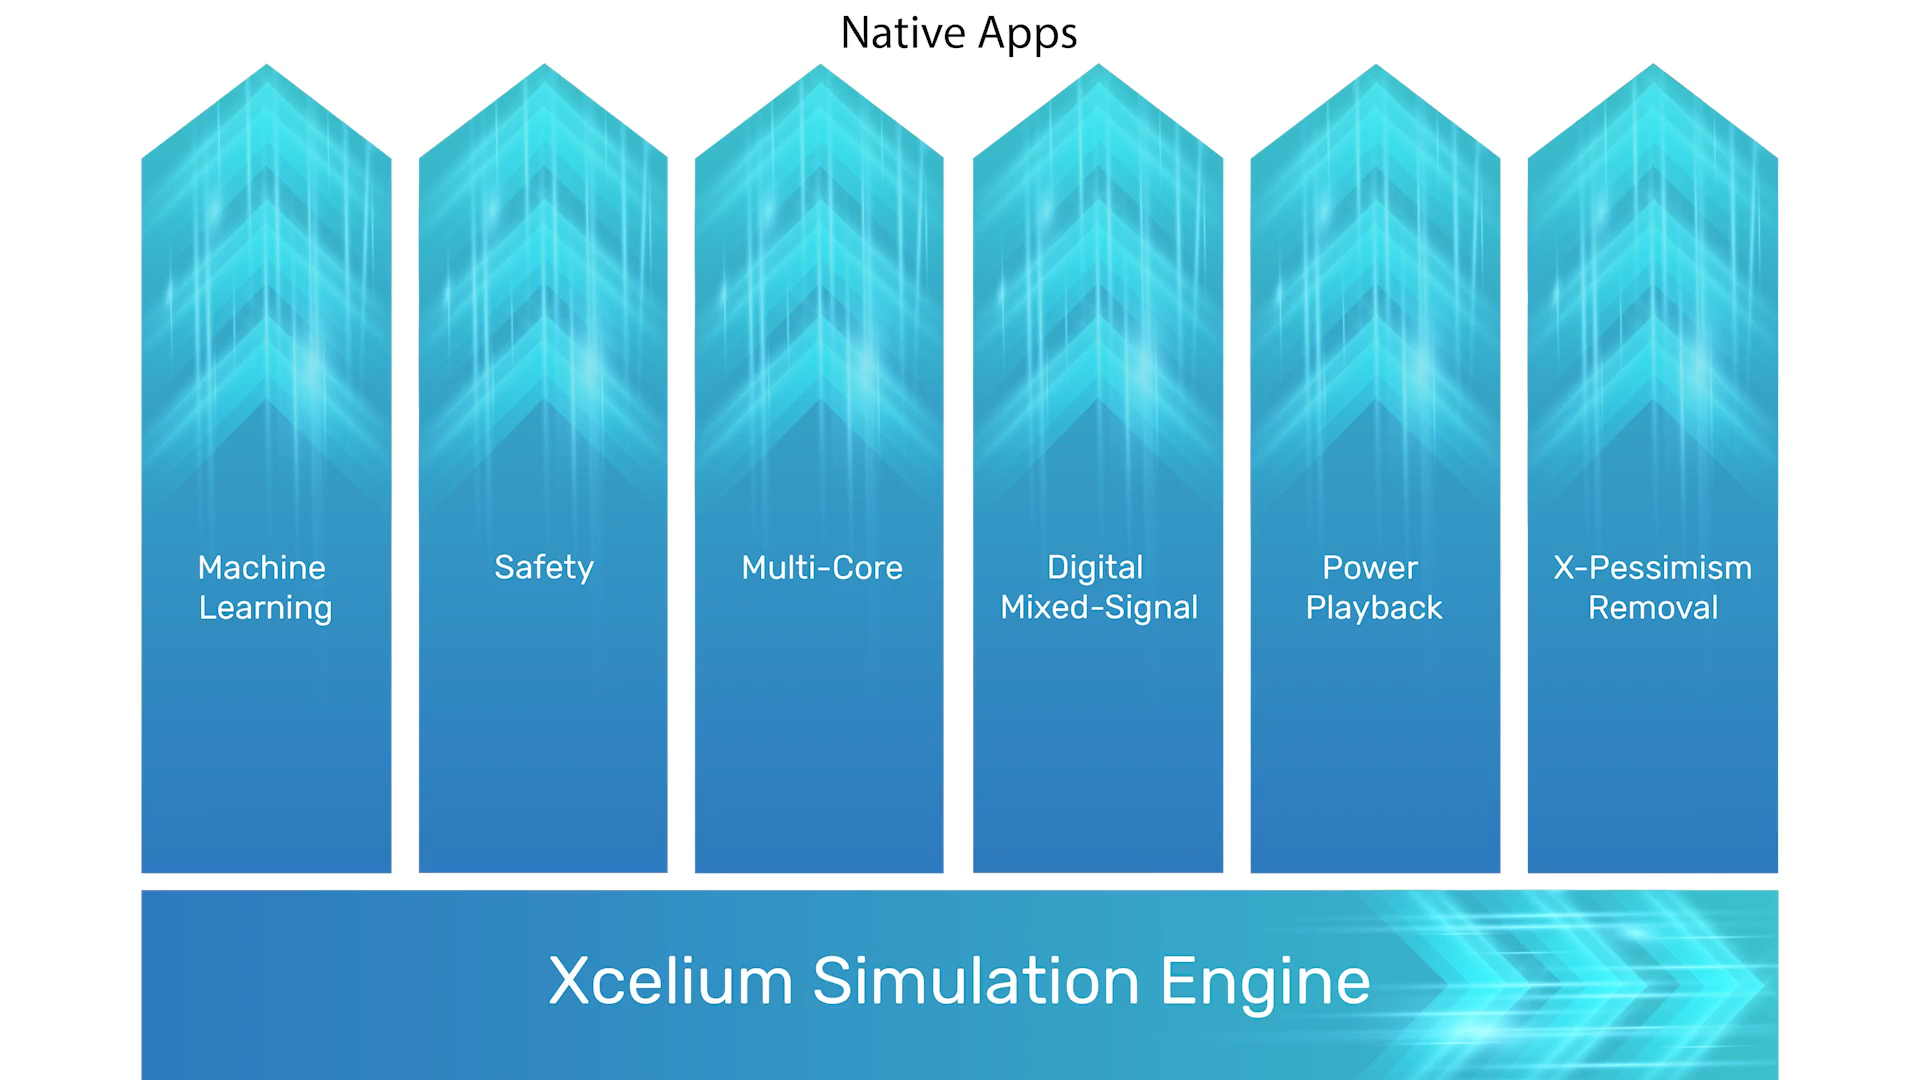 Native Apps
Machine
Learning
Safety
Multi-Core
Digital
Mixed-Signal
Power
Playback
X-Pessimism
Removal
Xcelium Simulation Engine